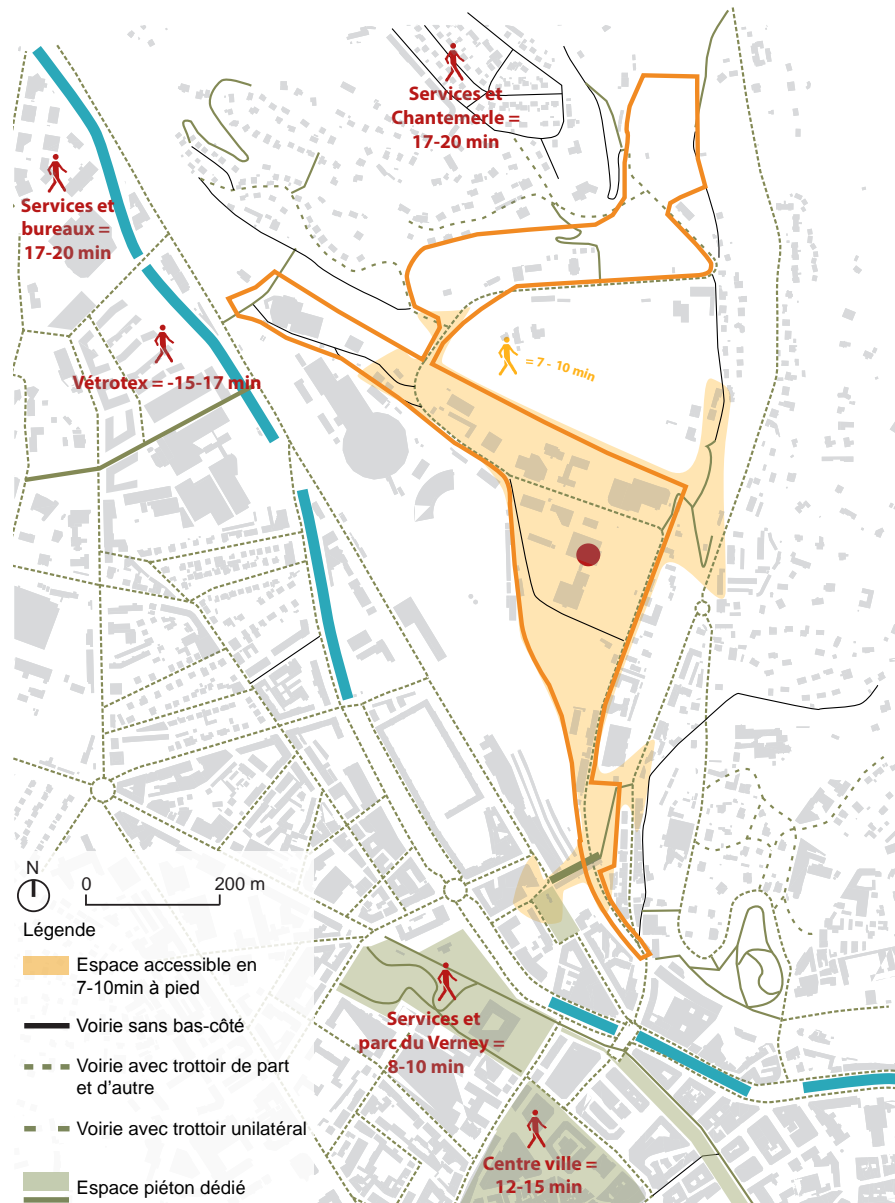 Services et
Chantemerle =
17-20 min
Services et
bureaux =
17-20 min
Vétrotex = -15-17 min
= 7 - 10 min
N
0
200 m
Légende
Espace accessible en
7-10min à pied
Voirie sans bas-côté
Voirie avec trottoir de part
et d'autre
Voirie avec trottoir unilatéral
Espace piéton dédié
Services et
parc du Verney =
8-10 min
Centre ville =
12-15 min